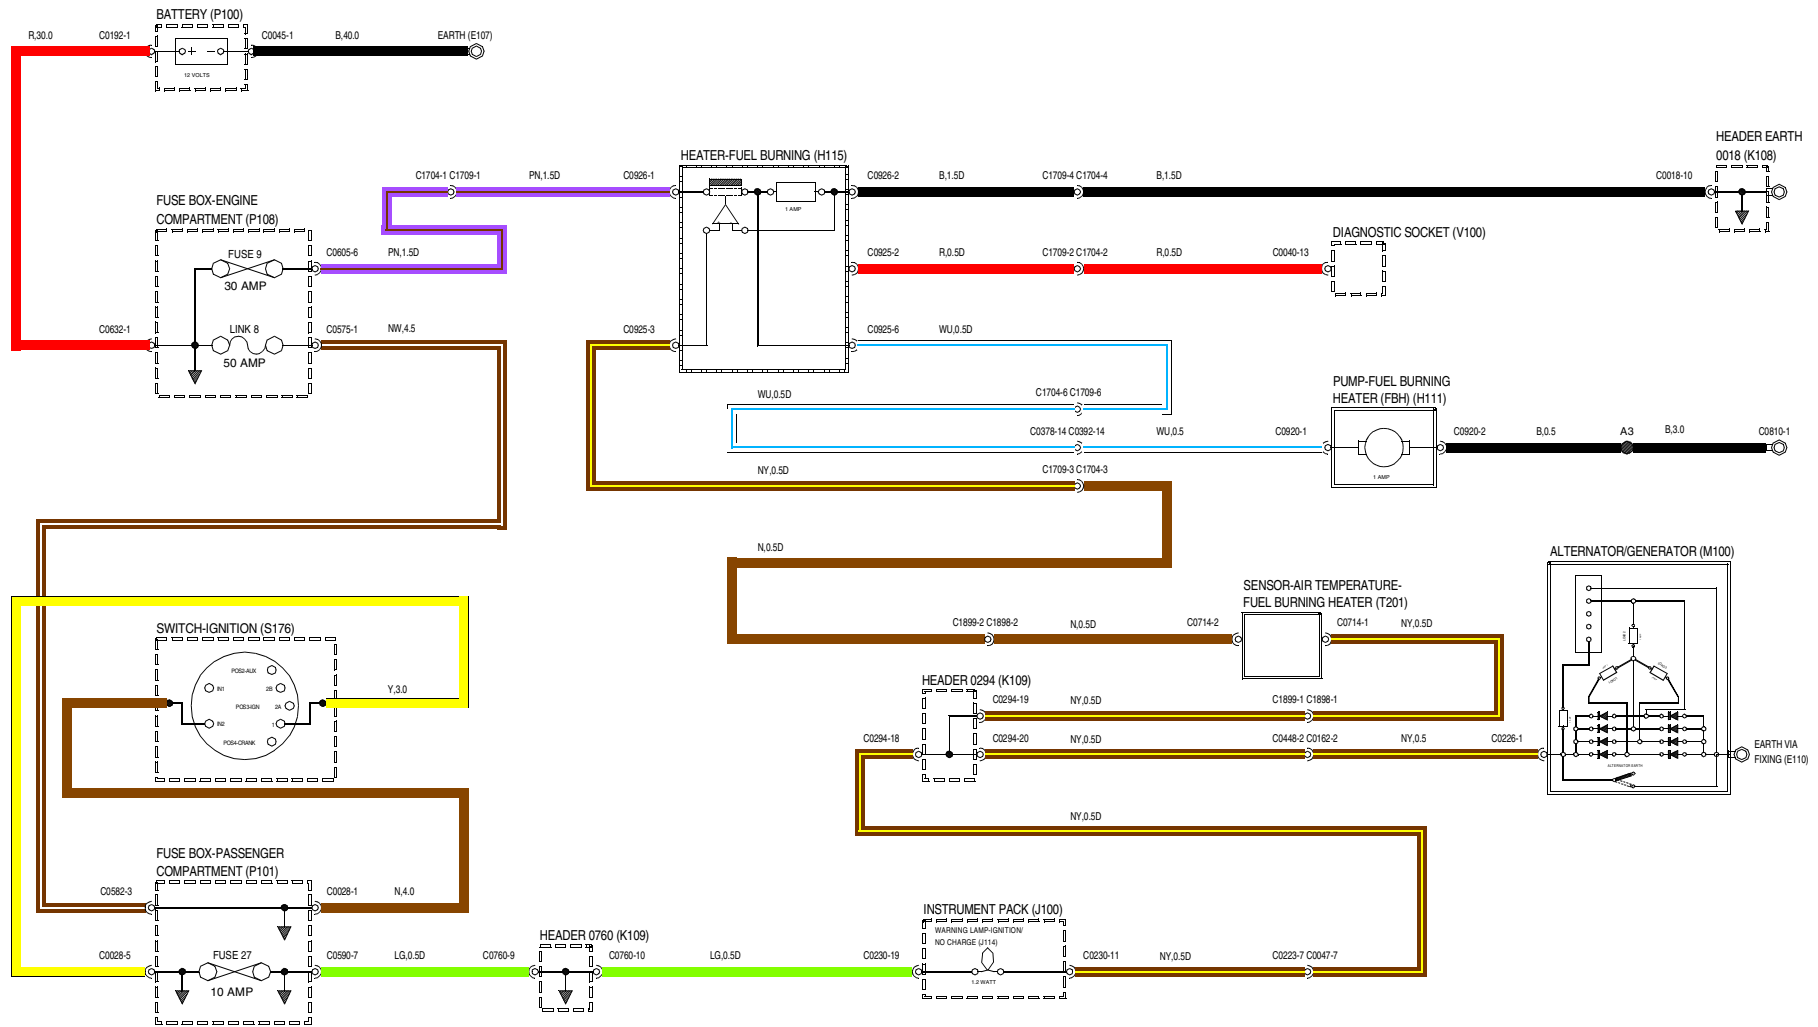 BATTERY (P100)
R,30.0
C0192-1
C0045-1
B,40.0
EARTH (E107)
+ −
12 VOLTS
HEADER EARTH
0018 (K108)
HEATER-FUEL BURNING (H115)
C1704-1 C1709-1
PN,1.5D
C0926-1
C0926-2
B,1.5D
C1709-4 C1704-4
B,1.5D
C0018-10
1 AMP
FUSE BOX-ENGINE
COMPARTMENT (P108)
FUSE 9
30 AMP
C0605-6
PN,1.5D
C0925-2
R,0.5D
C1709-2 C1704-2
R,0.5D
C0040-13
DIAGNOSTIC SOCKET (V100)
C0632-1
LINK 8
50 AMP
C0575-1
NW,4.5
C0925-3
C0925-6
WU,0.5D
WU,0.5D
C1704-6 C1709-6
PUMP-FUEL BURNING
HEATER (FBH) (H111)
C0378-14 C0392-14
WU,0.5
C0920-1
C0920-2
B,0.5
A3
B,3.0
C0810-1
1 AMP
NY,0.5D
C1709-3 C1704-3
N,0.5D
ALTERNATOR/GENERATOR (M100)
SENSOR-AIR TEMPERATURE-
FUEL BURNING HEATER (T201)
C1899-2 C1898-2
N,0.5D
C0714-2
C0714-1
NY,0.5D
SWITCH-IGNITION (S176)
POS2-AUX
IN1
2B
POS3-IGN
2A
IN2
1
POS4-CRANK
Y,3.0
HEADER 0294 (K109)
C0294-19
NY,0.5D
C1899-1 C1898-1
C0294-18
C0294-20
NY,0.5D
C0448-2 C0162-2
NY,0.5
C0226-1
ALTERNATOR-EARTH
EARTH VIA
FIXING (E110)
NY,0.5D
FUSE BOX-PASSENGER
COMPARTMENT (P101)
C0582-3
C0028-1
N,4.0
C0028-5
FUSE 27
10 AMP
C0590-7
LG,0.5D
HEADER 0760 (K109)
C0760-9
C0760-10
LG,0.5D
C0230-19
INSTRUMENT PACK (J100)
WARNING LAMP-IGNITION/
NO CHARGE (J114)
1.2 WATT
C0230-11
NY,0.5D
C0223-7 C0047-7